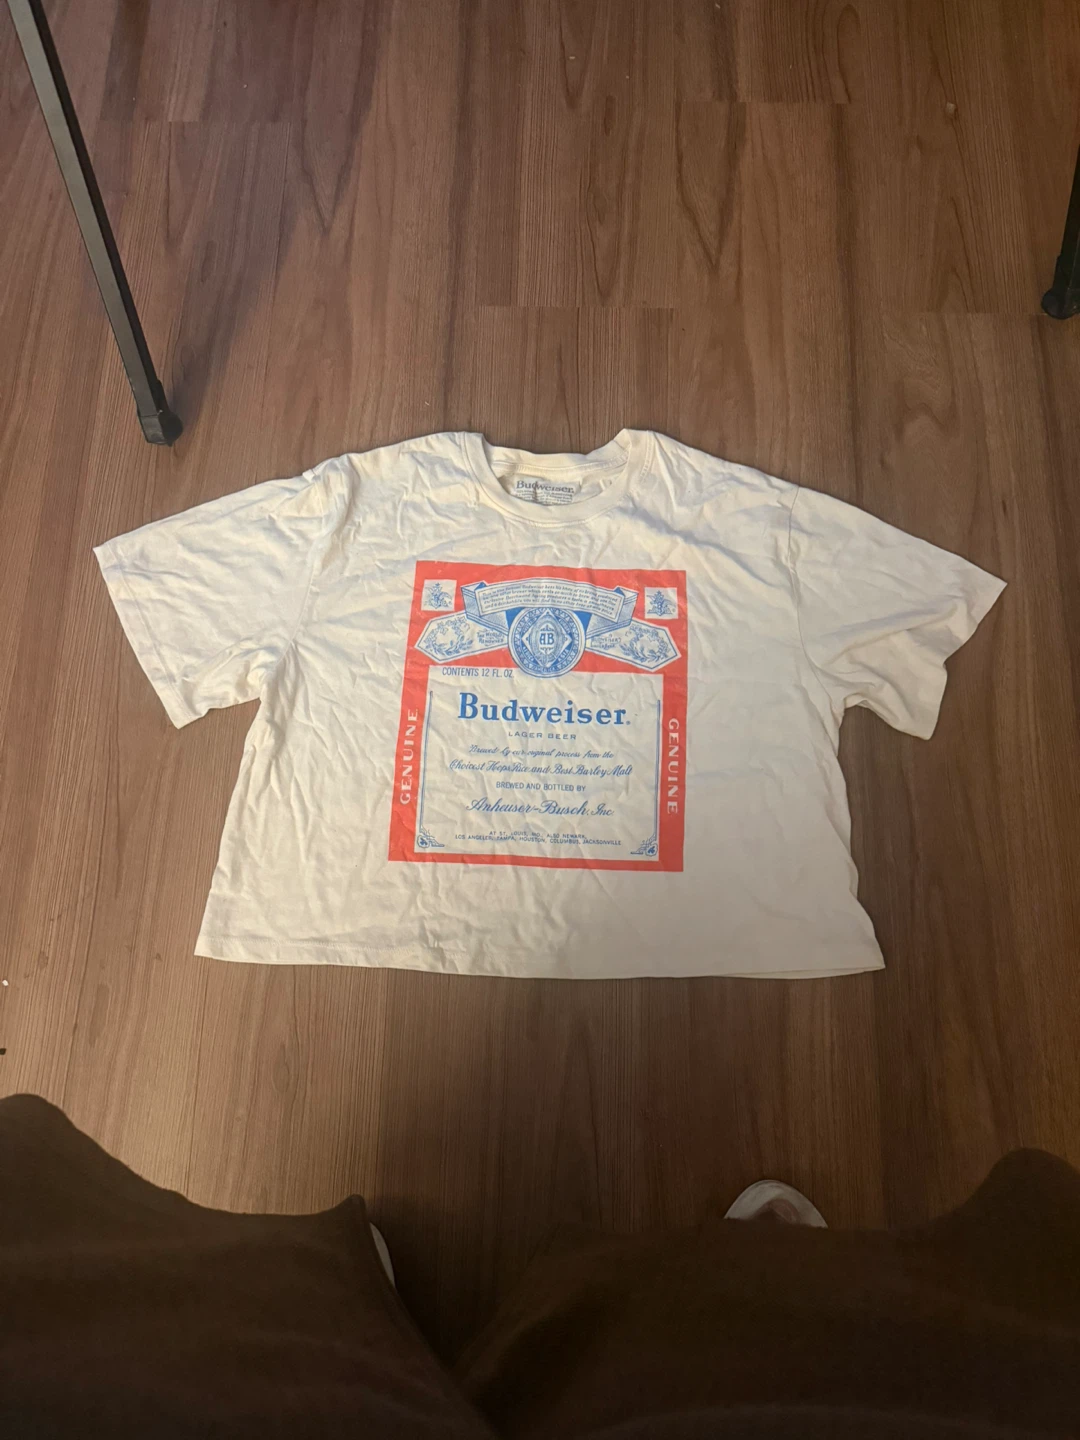 Budweiser.
AB
CONTENTS 12 FL. OZ.
Budweiser®
LAGER BEER
Brewed by our original process from the
Choicest Hops, Rice and Best Barley Malt
BREWED AND BOTTLED BY
Anheuser-Busch, Inc.
AT ST. LOUIS, MO., ALSO NEWARK,
LOS ANGELES, TAMPA, HOUSTON, COLUMBUS, JACKSONVILLE
GENUINE
GENUINE